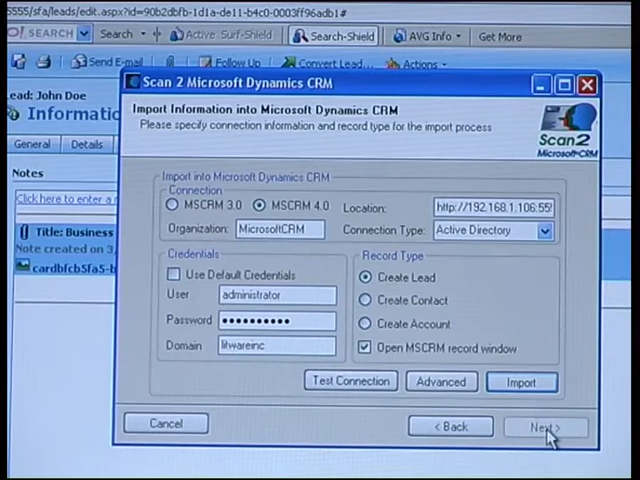 5555/sfa/leads/edit.aspx?id=90b2dbfb-1d1a-de11-b4c0-0003ff96adb1#
SEARCH Search Active Surf-Shield Search-Shield AVG Info Get More
Send E-mail Follow Up Convert Lead... Actions
Lead: John Doe
Informatio
General Details
Notes
Click here to enter a n
Title: Business
Note created on 3,
cardbfcb5fa5-b
Scan 2 Microsoft Dynamics CRM
Import Information into Microsoft Dynamics CRM
Please specify connection information and record type for the import process
Scan2
Microsoft-CRM
Import into Microsoft Dynamics CRM
Connection
MSCRM 3.0 MSCRM 4.0 Location: http://192.168.1.106:55
Organization: MicrosoftCRM Connection Type: Active Directory
Credentials
Use Default Credentials
User administrator
Password ••••••••••
Domain litwareinc
Record Type
Create Lead
Create Contact
Create Account
Open MSCRM record window
Test Connection Advanced Import
Cancel < Back Next >